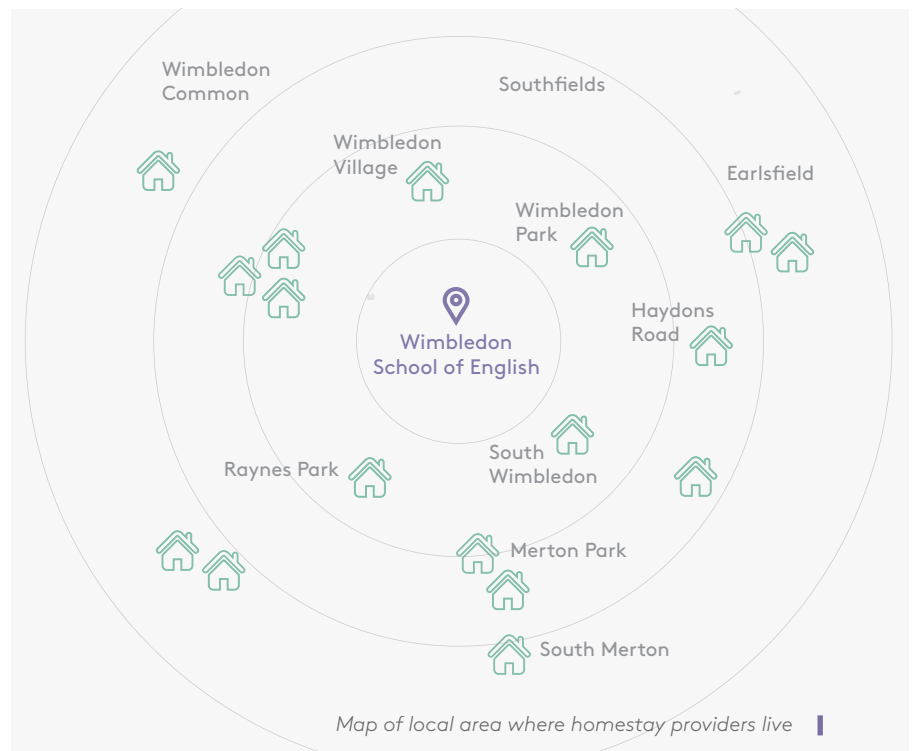 Wimbledon
Common
Southfields
Wimbledon
Village
Earlsfield
Wimbledon
Park
Haydons
Road
Wimbledon
School of English
South
Wimbledon
Raynes Park
Merton Park
South Merton
Map of local area where homestay providers live